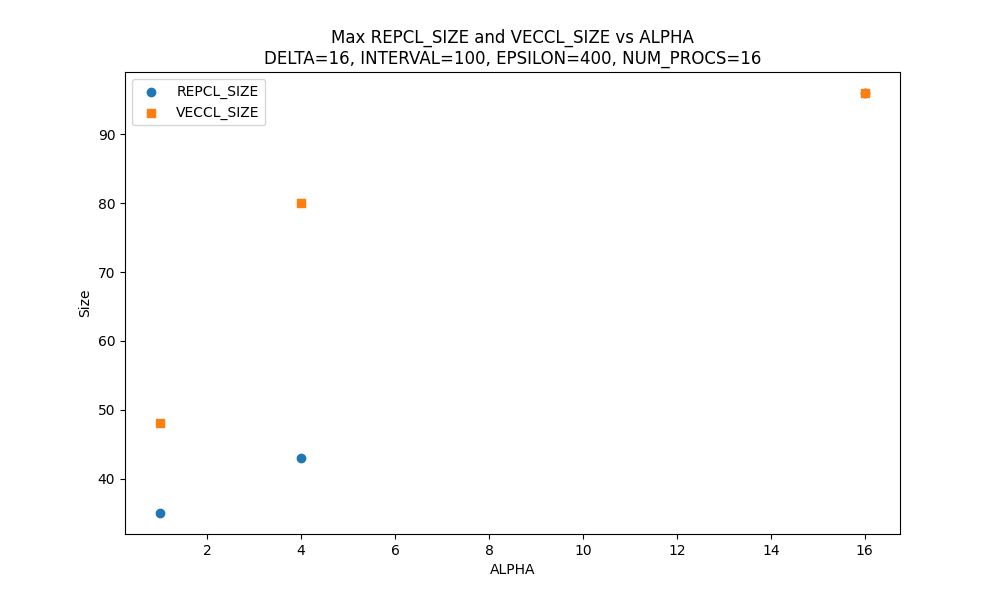 Max REPCL_SIZE and VECCL_SIZE vs ALPHA
DELTA=16, INTERVAL=100, EPSILON=400, NUM_PROCS=16
REPCL_SIZE
VECCL_SIZE
90
80
70
60
50
40
Size
2 4 6 8 10 12 14 16
ALPHA